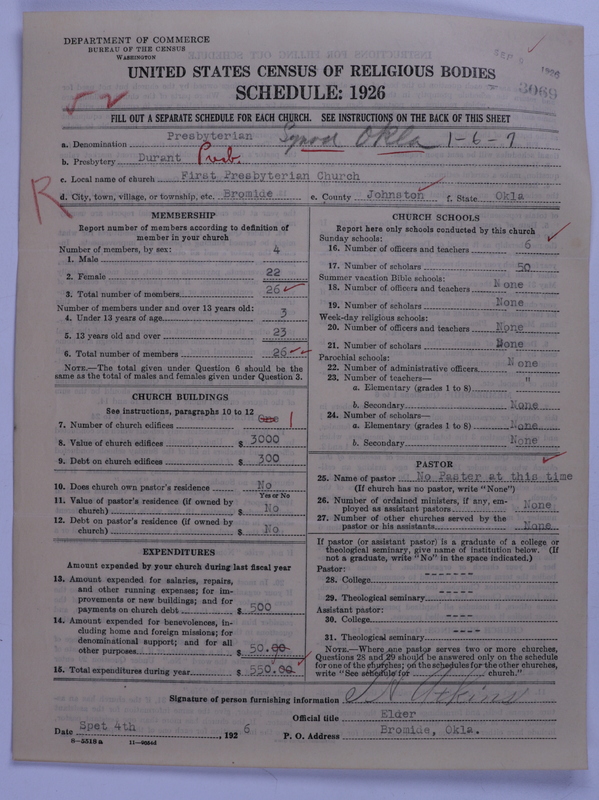 DEPARTMENT OF COMMERCE
BUREAU OF THE CENSUS
WASHINGTON
SEP 1926
3069
UNITED STATES CENSUS OF RELIGIOUS BODIES
SCHEDULE: 1926
52
FILL OUT A SEPARATE SCHEDULE FOR EACH CHURCH. SEE INSTRUCTIONS ON THE BACK OF THIS SHEET
a. Denomination Presbyterian Synod Okla 1-6-7
b. Presbytery Durant Presb.
c. Local name of church First Presbyterian Church
R
d. City, town, village, or township, etc. Bromide e. County Johnston f. State Okla
MEMBERSHIP
Report number of members according to definition of
member in your church
Number of members, by sex:
1. Male 4
2. Female 22
3. Total number of members 26
Number of members under and over 13 years old:
4. Under 13 years of age 3
5. 13 years old and over 23
6. Total number of members 26
NOTE.—The total given under Question 6 should be
same as the total of males and females given under Question 3.
CHURCH BUILDINGS
See instructions, paragraphs 10 to 12
7. Number of church edifices One 1
8. Value of church edifices $ 3000
9. Debt on church edifices $ 300
10. Does church own pastor's residence No
Yes or No
11. Value of pastor's residence (if owned by
church) $ No
12. Debt on pastor's residence (if owned by
church) $ No
EXPENDITURES
Amount expended by your church during last fiscal year
13. Amount expended for salaries, repairs,
and other running expenses; for im-
provements or new buildings; and for
payments on church debt $ 500
14. Amount expended for benevolences, in-
cluding home and foreign missions; for
denominational support; and for all
other purposes $ 50.00
15. Total expenditures during year $ 550.00
CHURCH SCHOOLS
Report here only schools conducted by this church
Sunday schools:
16. Number of officers and teachers 6
17. Number of scholars 50
Summer vacation Bible schools:
18. Number of officers and teachers None
19. Number of scholars None
Week-day religious schools:
20. Number of officers and teachers None
21. Number of scholars None
Parochial schools:
22. Number of administrative officers None
23. Number of teachers—
a. Elementary (grades 1 to 8) "
b. Secondary None
24. Number of scholars—
a. Elementary (grades 1 to 8) None
b. Secondary None
PASTOR
25. Name of pastor No Paster at this time
(If church has no pastor, write "None")
26. Number of ordained ministers, if any, em-
ployed as assistant pastors None
27. Number of other churches served by the
pastor or his assistants None
If pastor (or assistant pastor) is a graduate of a college or
theological seminary, give name of institution below. (If
not a graduate, write "No" in the space indicated.)
Pastor:
28. College -------
29. Theological seminary -----
Assistant pastor:
30. College ----
31. Theological seminary ----
NOTE.—Where one pastor serves two or more churches,
Questions 28 and 29 should be answered only on the schedule
for one of the churches; on the schedules for the other churches,
write "See schedule for church."
Signature of person furnishing information Atkins
Official title Elder
Date Spet 4th, 1926 P. O. Address Bromide, Okla.
8-5518a